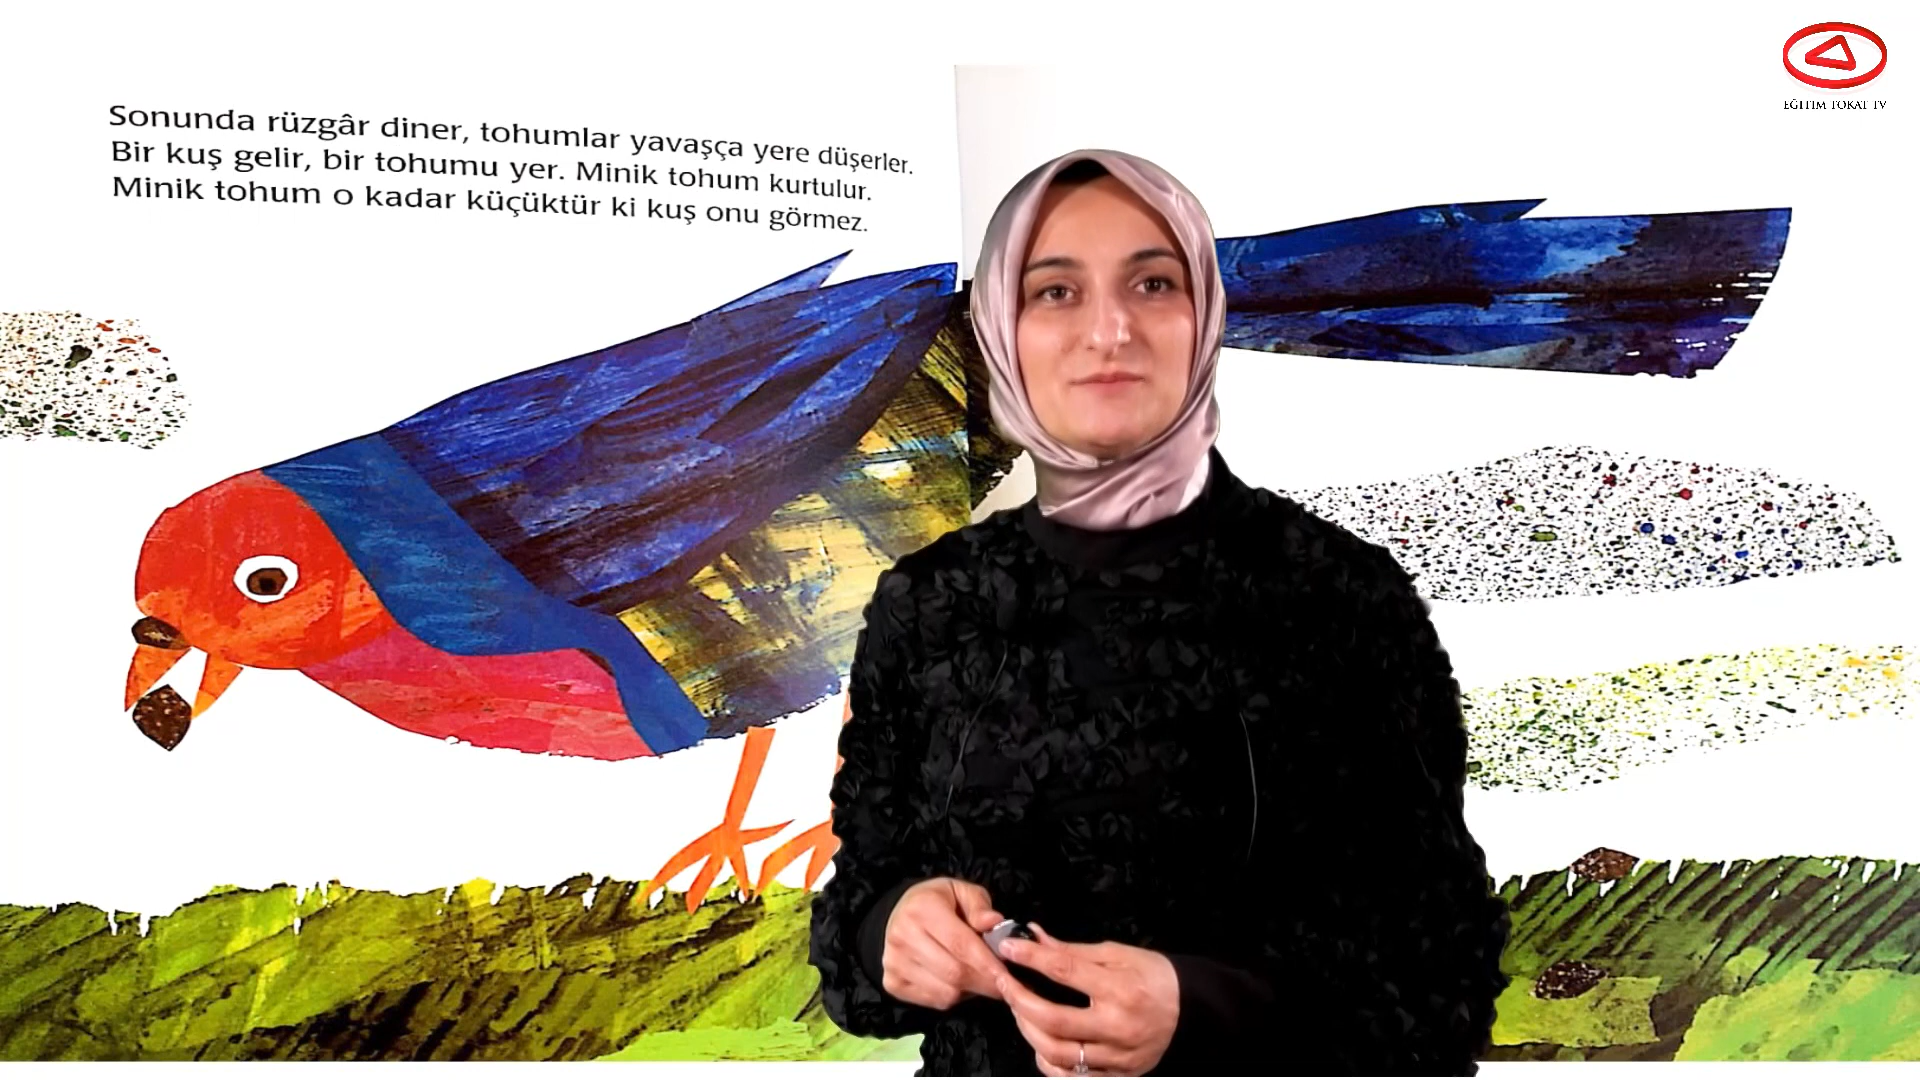 Sonunda rüzgâr diner, tohumlar yavaşça yere düşerler.
Bir kuş gelir, bir tohumu yer. Minik tohum kurtulur.
Minik tohum o kadar küçüktür ki kuş onu görmez.
EĞİTİM TOKAT TV